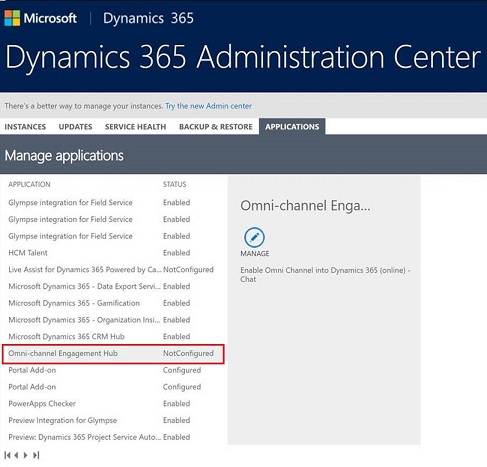 Microsoft Dynamics 365
Dynamics 365 Administration Center
There's a better way to manage your instances. Try the new Admin center
INSTANCES UPDATES SERVICE HEALTH BACKUP & RESTORE APPLICATIONS
Manage applications
APPLICATION STATUS
Glympse integration for Field Service Enabled
Glympse integration for Field Service Enabled
Glympse integration for Field Service Enabled
HCM Talent Enabled
Live Assist for Dynamics 365 Powered by Ca... NotConfigured
Microsoft Dynamics 365 - Data Export Servi... Enabled
Microsoft Dynamics 365 - Gamification Enabled
Microsoft Dynamics 365 - Organization Insi... Enabled
Microsoft Dynamics 365 CRM Hub Enabled
Omni-channel Engagement Hub NotConfigured
Portal Add-on Configured
Portal Add-on Configured
PowerApps Checker Enabled
Preview Integration for Glympse Enabled
Preview: Dynamics 365 Project Service Auto... Enabled
Omni-channel Enga...
MANAGE
Enable Omni Channel into Dynamics 365 (online) -
Chat